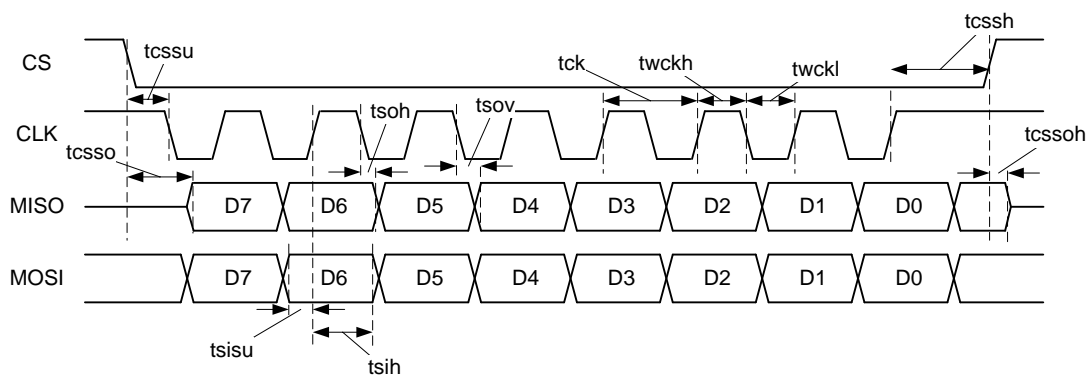 tcssh
tcssu
CS
tck
twckh
twckl
tsoh
tsov
CLK
tcsso
tcssoh
MISO
D7
D6
D5
D4
D3
D2
D1
D0
MOSI
D7
D6
D5
D4
D3
D2
D1
D0
tsisu
tsih